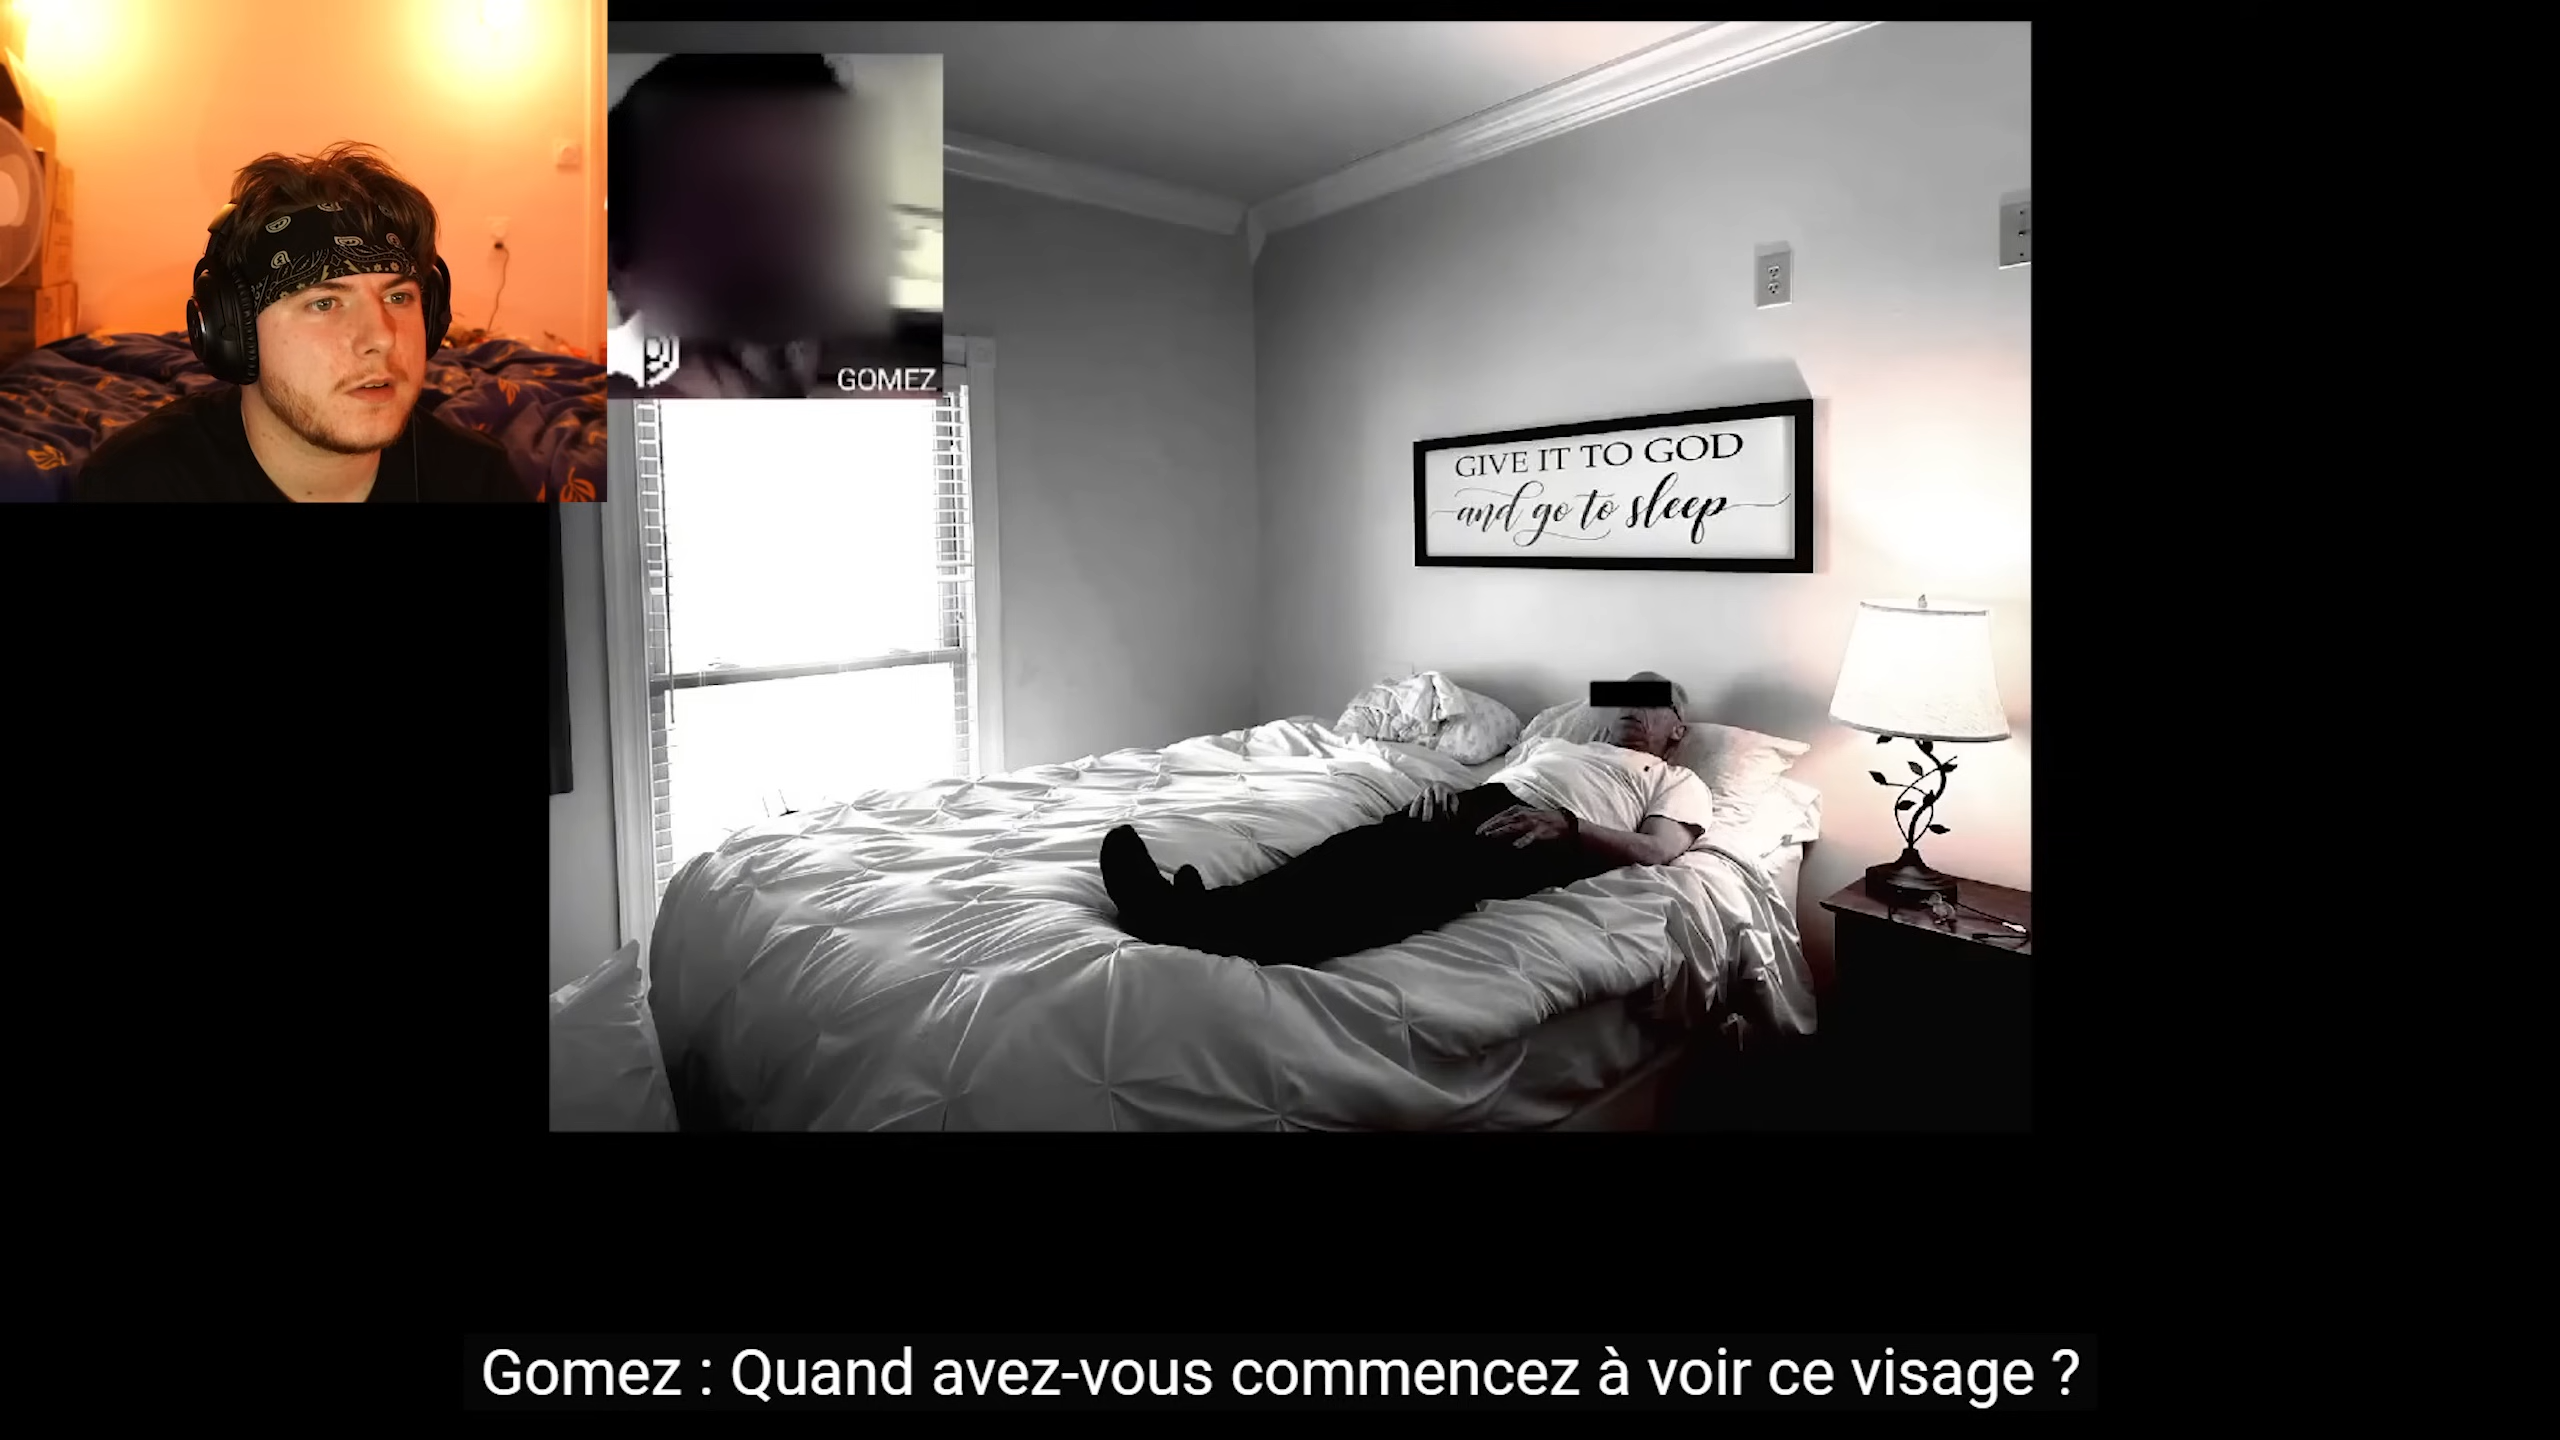 GOMEZ
GIVE IT TO GOD
and go to sleep
Gomez : Quand avez-vous commencez à voir ce visage ?